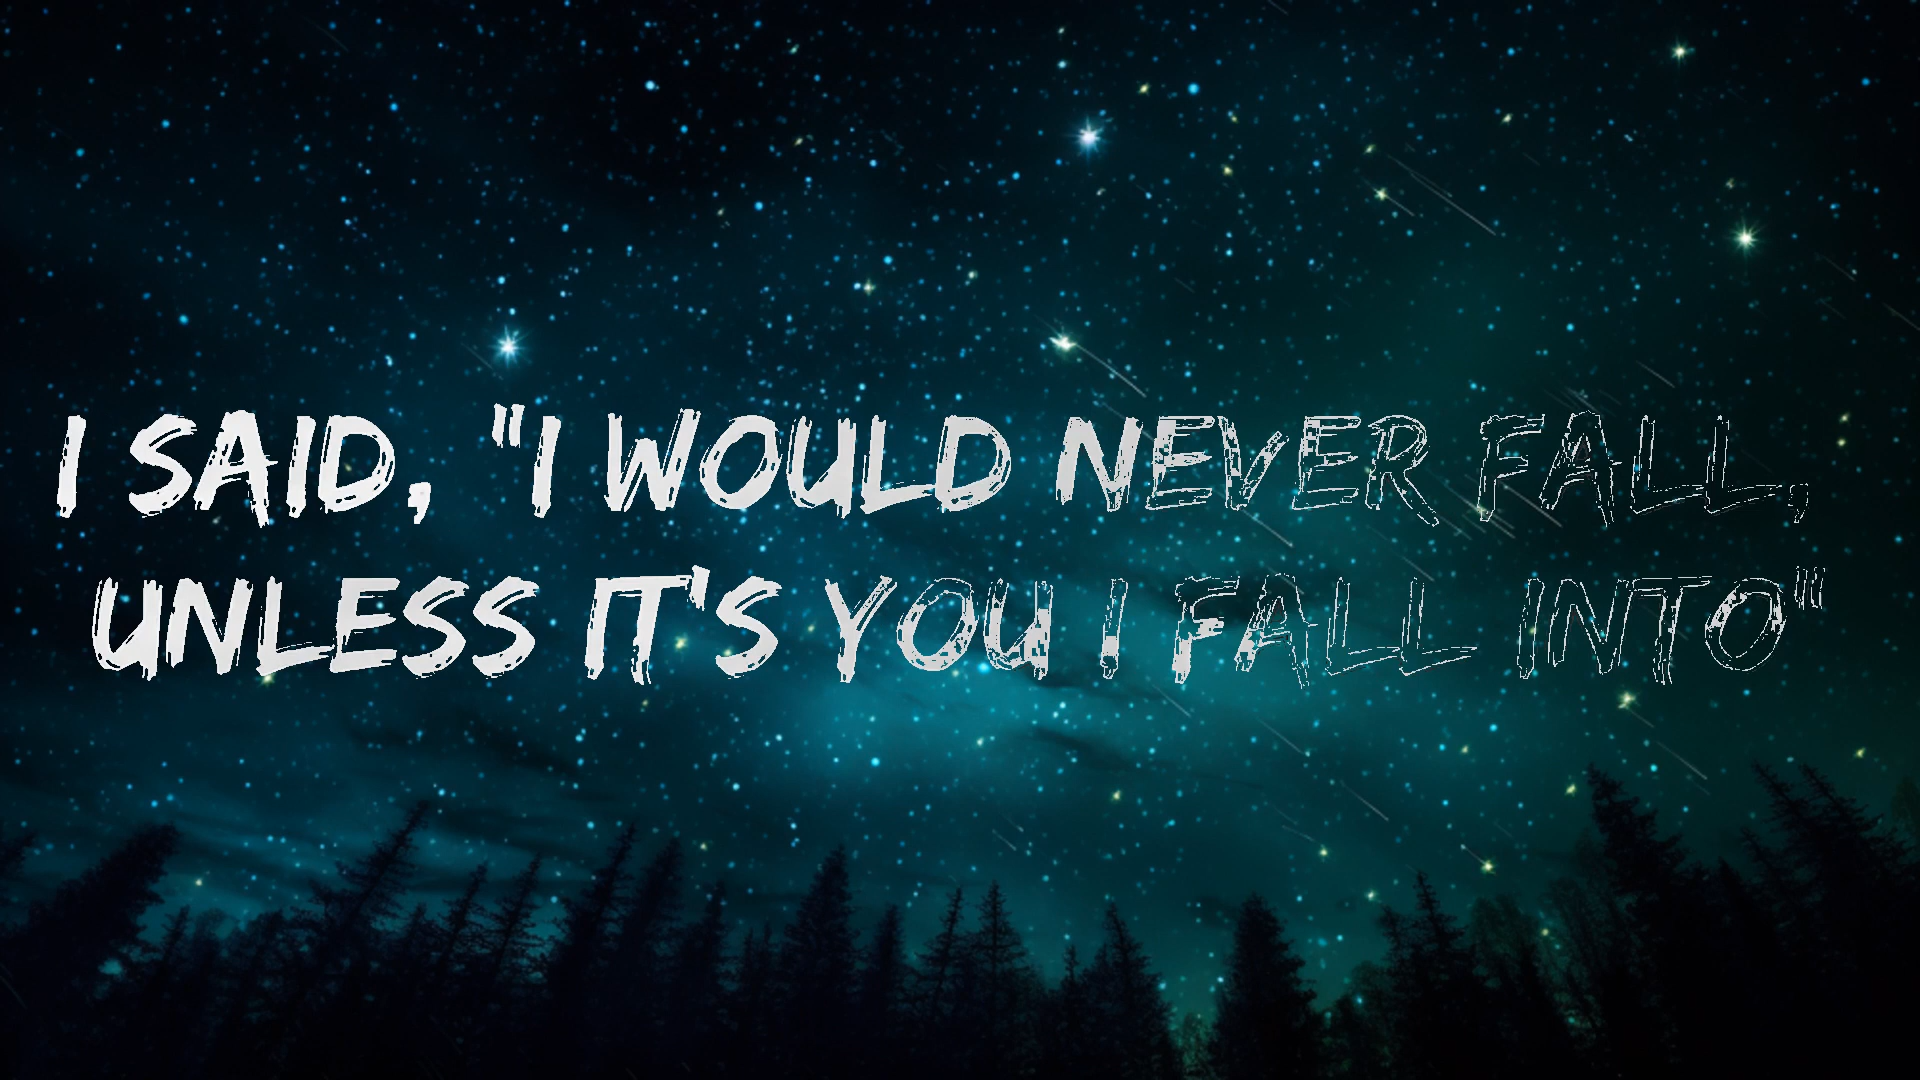 I SAID, "I WOULD NEVER FALL,
UNLESS IT'S YOU I FALL INTO"